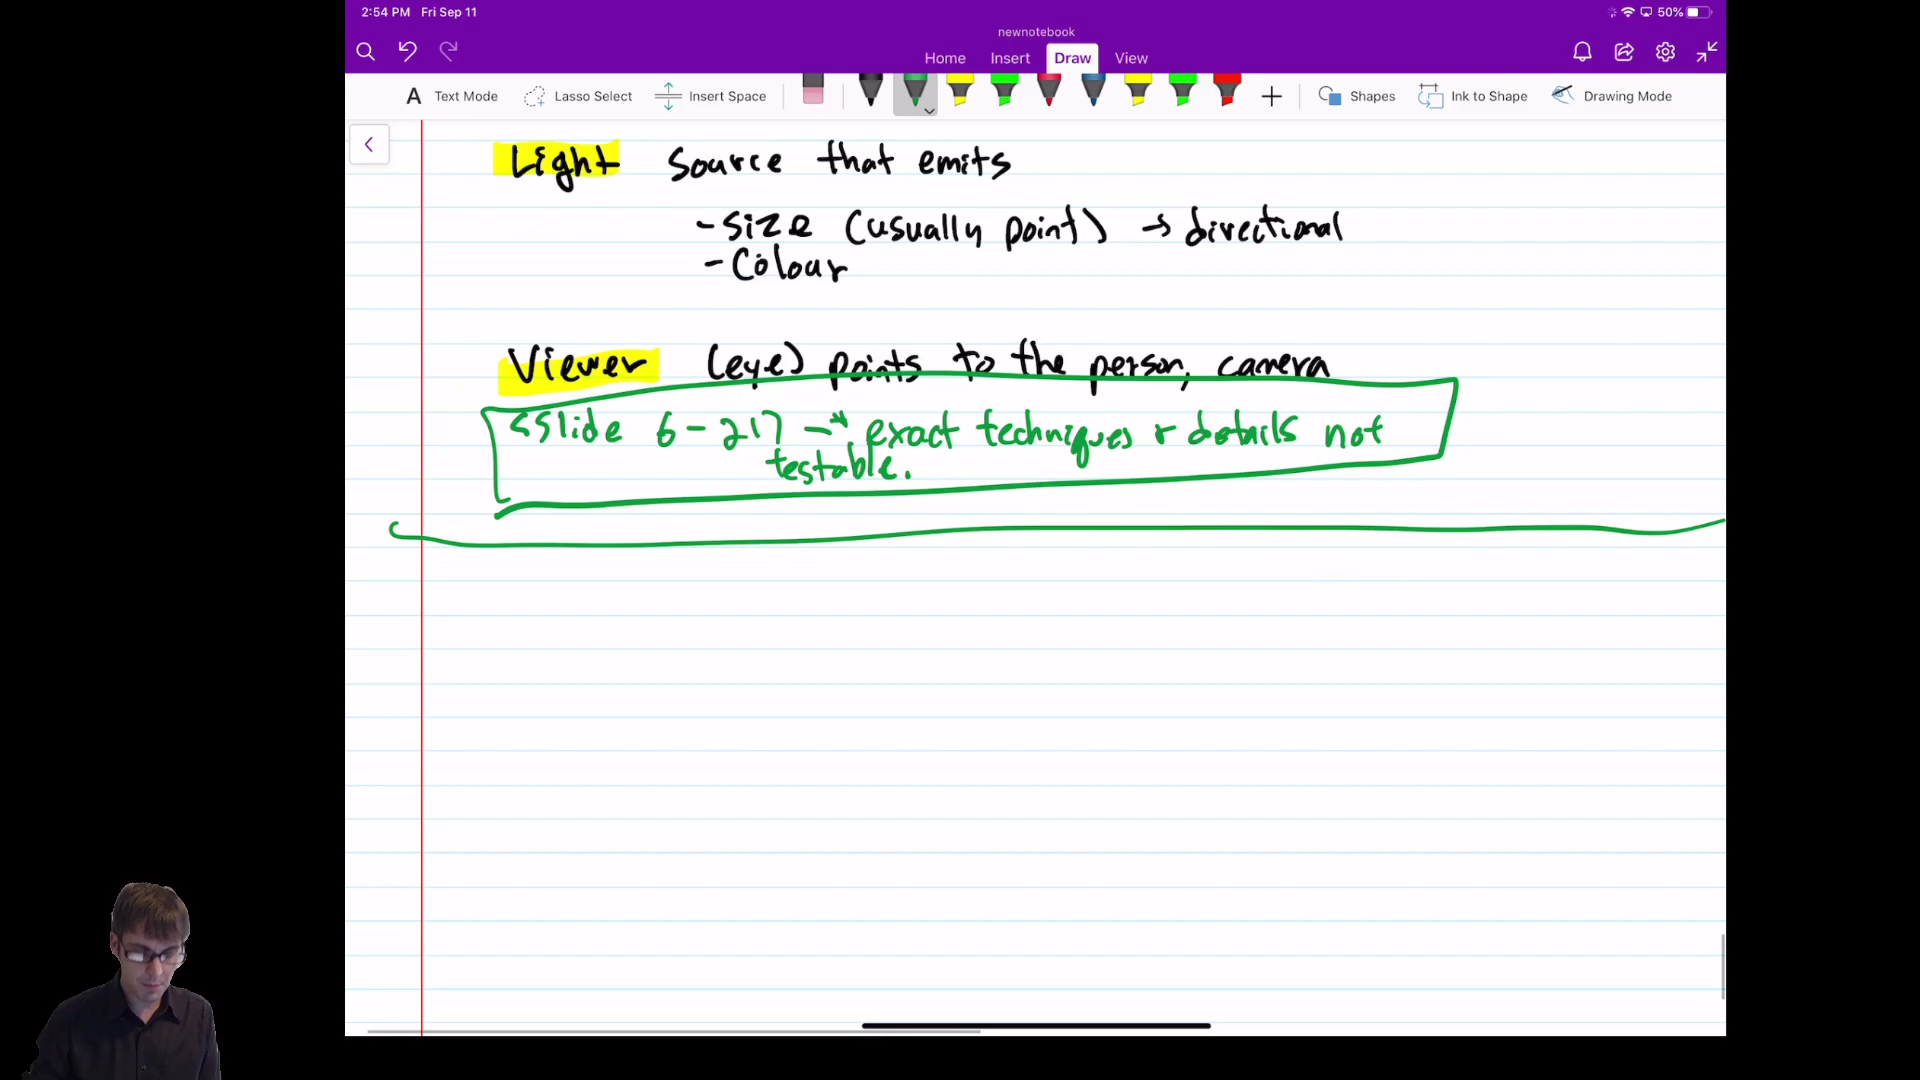 2:54 PM Fri Sep 11 50%
newnotebook
Home Insert Draw View
A Text Mode Lasso Select Insert Space Shapes Ink to Shape Drawing Mode
Light Source that emits
- Size (usually point) → directional
- Colour
Viewer (eye) points to the person, camera
Slide 6-217 → exact techniques & details not
testable.